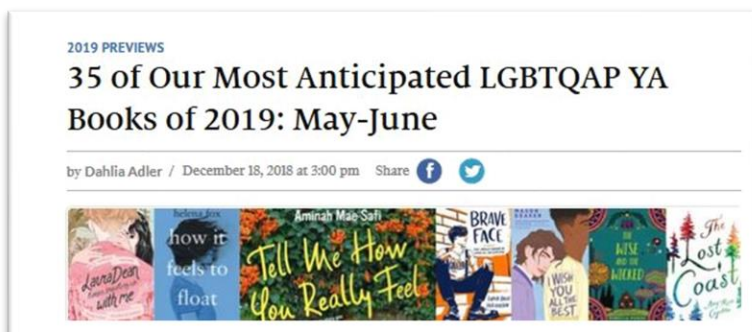 2019 PREVIEWS
35 of Our Most Anticipated LGBTQAP YA
Books of 2019: May-June
by Dahlia Adler / December 18, 2018 at 3:00 pm Share
Laura Dean
with me
helena fox
how it
feels to
float
Aminah Mae Safi
Tell Me How
You Really Feel
BRAVE
FACE
MASON
DEAVER
I WISH
YOU ALL
THE BEST
THE
WISE
AND THE
WICKED
The
Lost
Coast